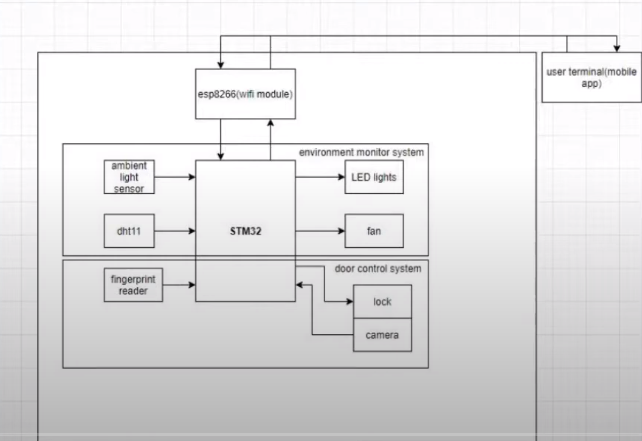 user terminal(mobile
app)
esp8266(wifi module)
environment monitor system
ambient
light
sensor
LED lights
dht11
STM32
fan
door control system
fingerprint
reader
lock
camera